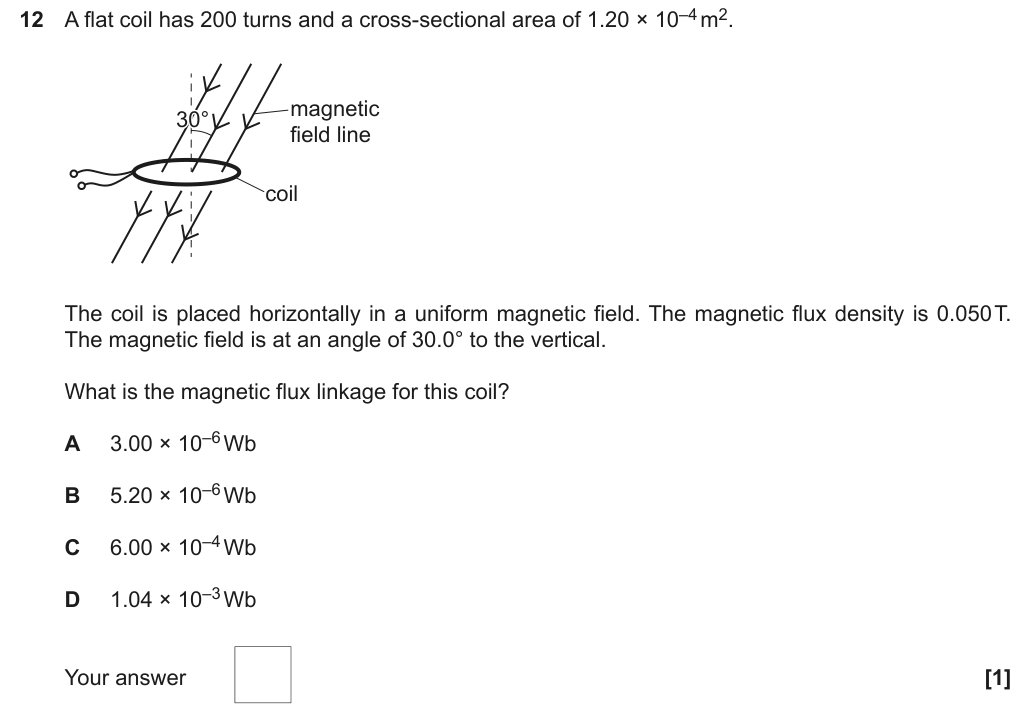 12 A flat coil has 200 turns and a cross-sectional area of 1.20 × 10⁻⁴ m².
30°
magnetic
field line
coil
The coil is placed horizontally in a uniform magnetic field. The magnetic flux density is 0.050 T.
The magnetic field is at an angle of 30.0° to the vertical.
What is the magnetic flux linkage for this coil?
A 3.00 × 10⁻⁶ Wb
B 5.20 × 10⁻⁶ Wb
C 6.00 × 10⁻⁴ Wb
D 1.04 × 10⁻³ Wb
Your answer [1]